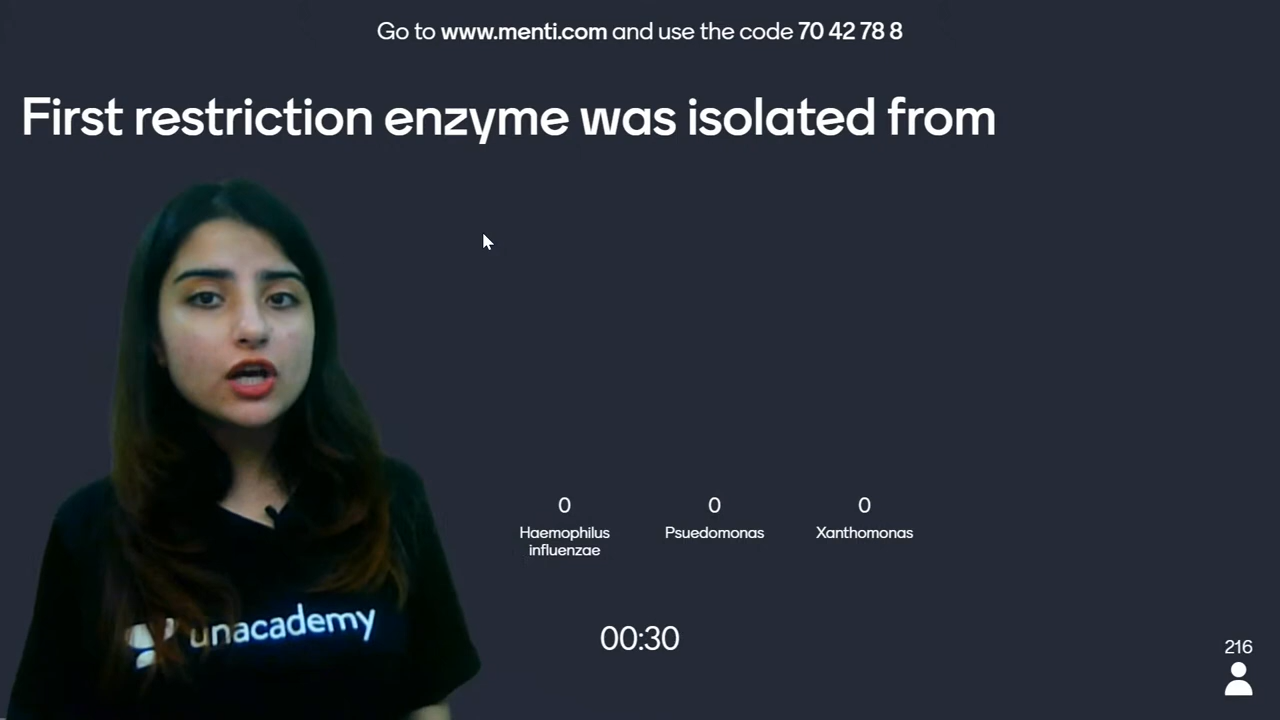 Go to www.menti.com and use the code 70 42 78 8
First restriction enzyme was isolated from
0
Haemophilus
influenzae
0
Psuedomonas
0
Xanthomonas
unacademy
00:30
216